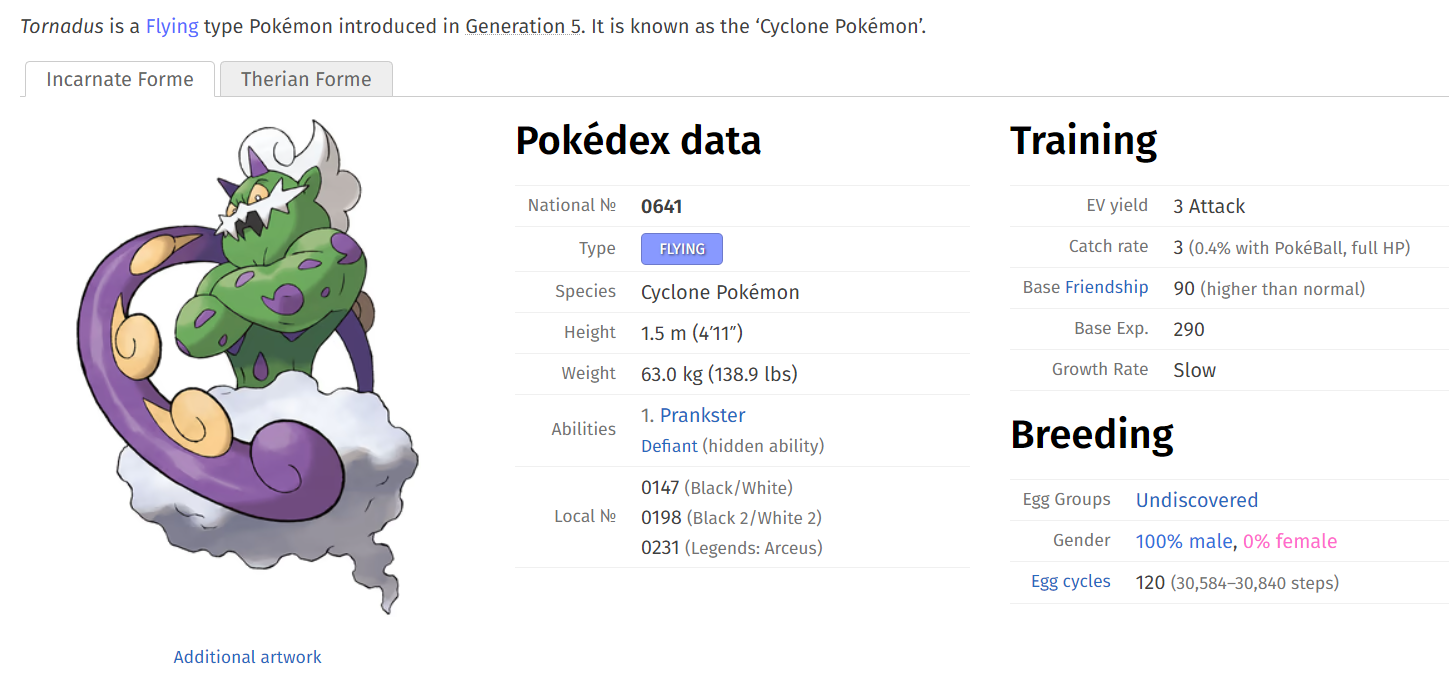 Tornadus is a Flying type Pokémon introduced in Generation 5. It is known as the ‘Cyclone Pokémon’.
Incarnate Forme
Therian Forme
Additional artwork
Pokédex data
National № 0641
Type FLYING
Species Cyclone Pokémon
Height 1.5 m (4′11″)
Weight 63.0 kg (138.9 lbs)
Abilities 1. Prankster
Defiant (hidden ability)
Local № 0147 (Black/White)
0198 (Black 2/White 2)
0231 (Legends: Arceus)
Training
EV yield 3 Attack
Catch rate 3 (0.4% with PokéBall, full HP)
Base Friendship 90 (higher than normal)
Base Exp. 290
Growth Rate Slow
Breeding
Egg Groups Undiscovered
Gender 100% male, 0% female
Egg cycles 120 (30,584–30,840 steps)